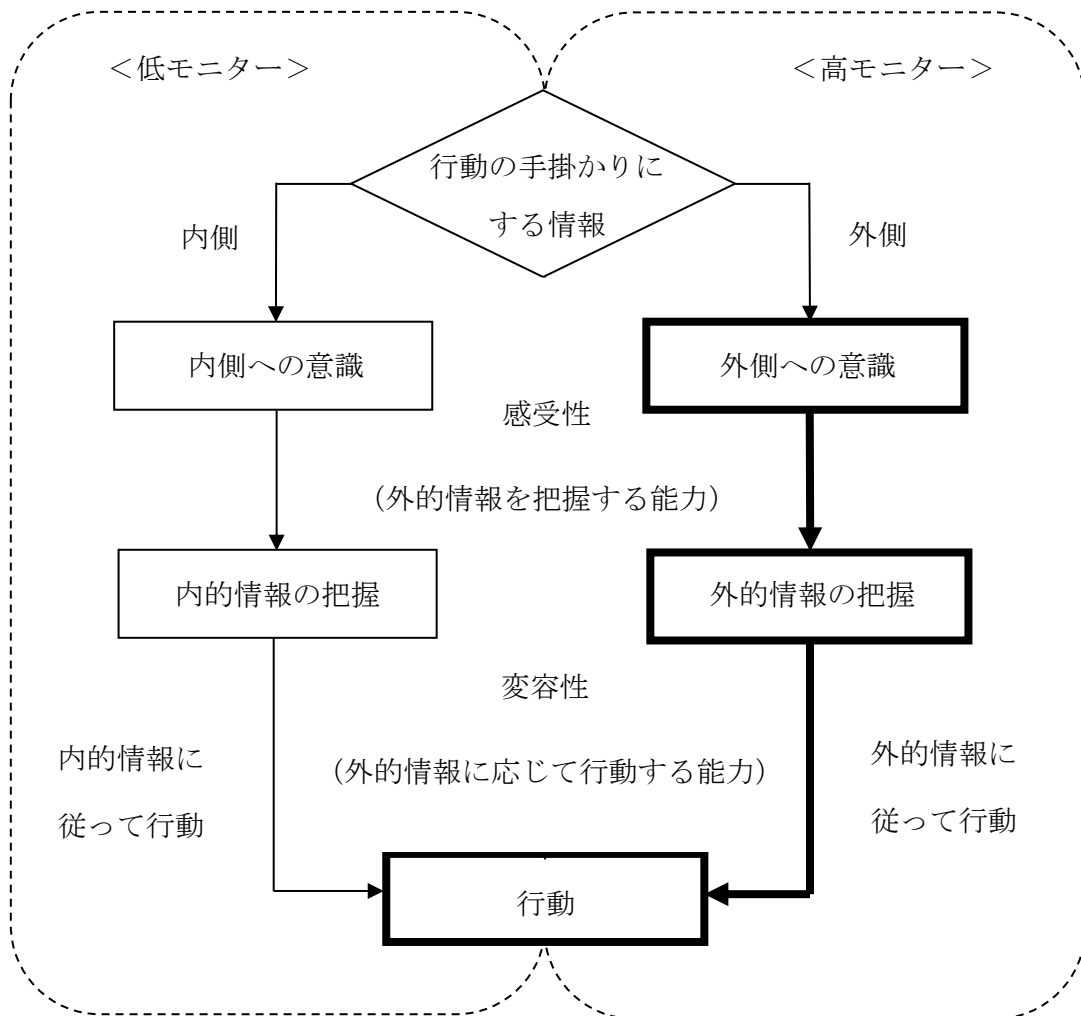 ＜低モニター＞
＜高モニター＞
行動の手掛かりに
する情報
内側
外側
内側への意識
外側への意識
感受性
（外的情報を把握する能力）
内的情報の把握
外的情報の把握
変容性
（外的情報に応じて行動する能力）
内的情報に
従って行動
外的情報に
従って行動
行動